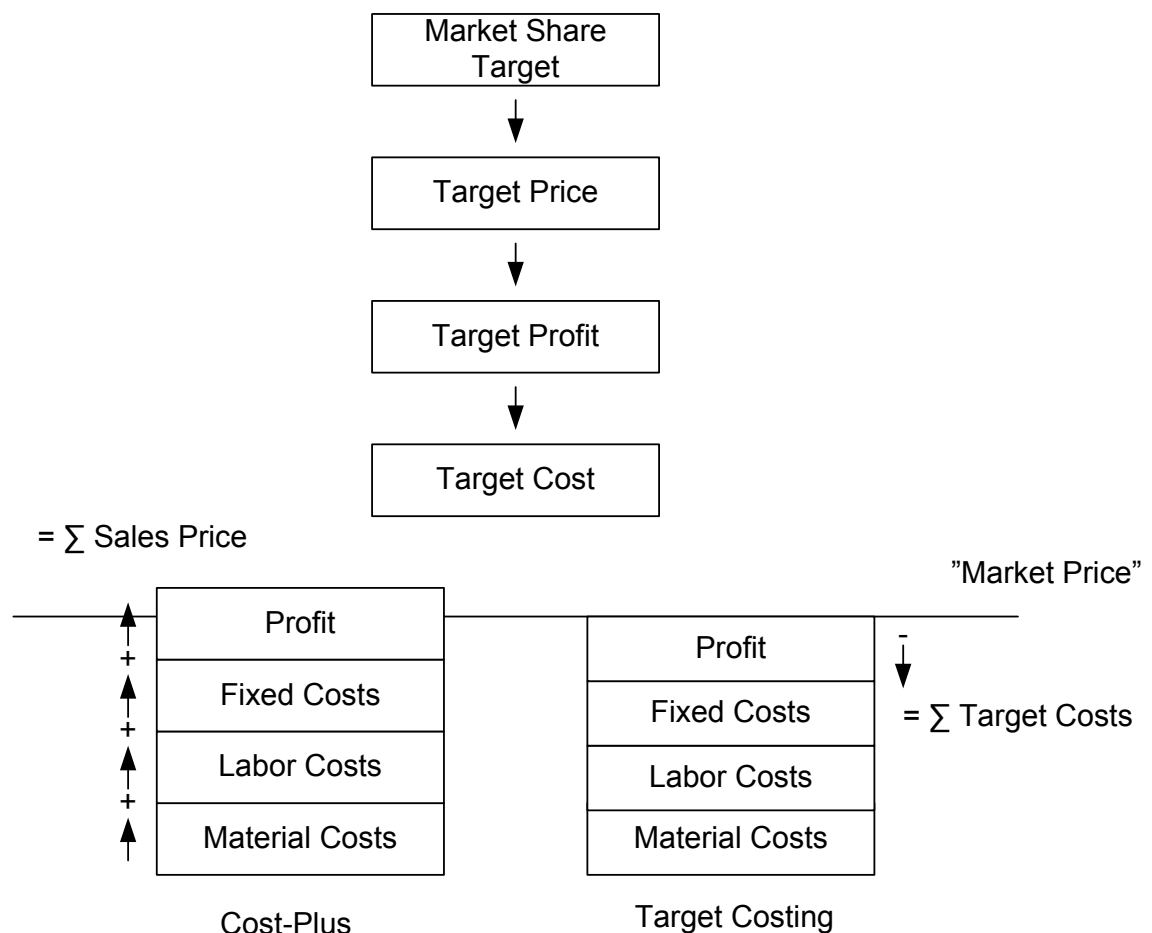 Market Share
Target
Target Price
Target Profit
Target Cost
= ∑ Sales Price
”Market Price”
Profit
Fixed Costs
Labor Costs
Material Costs
+
+
+
Cost-Plus
Profit
Fixed Costs
Labor Costs
Material Costs
-
= ∑ Target Costs
Target Costing